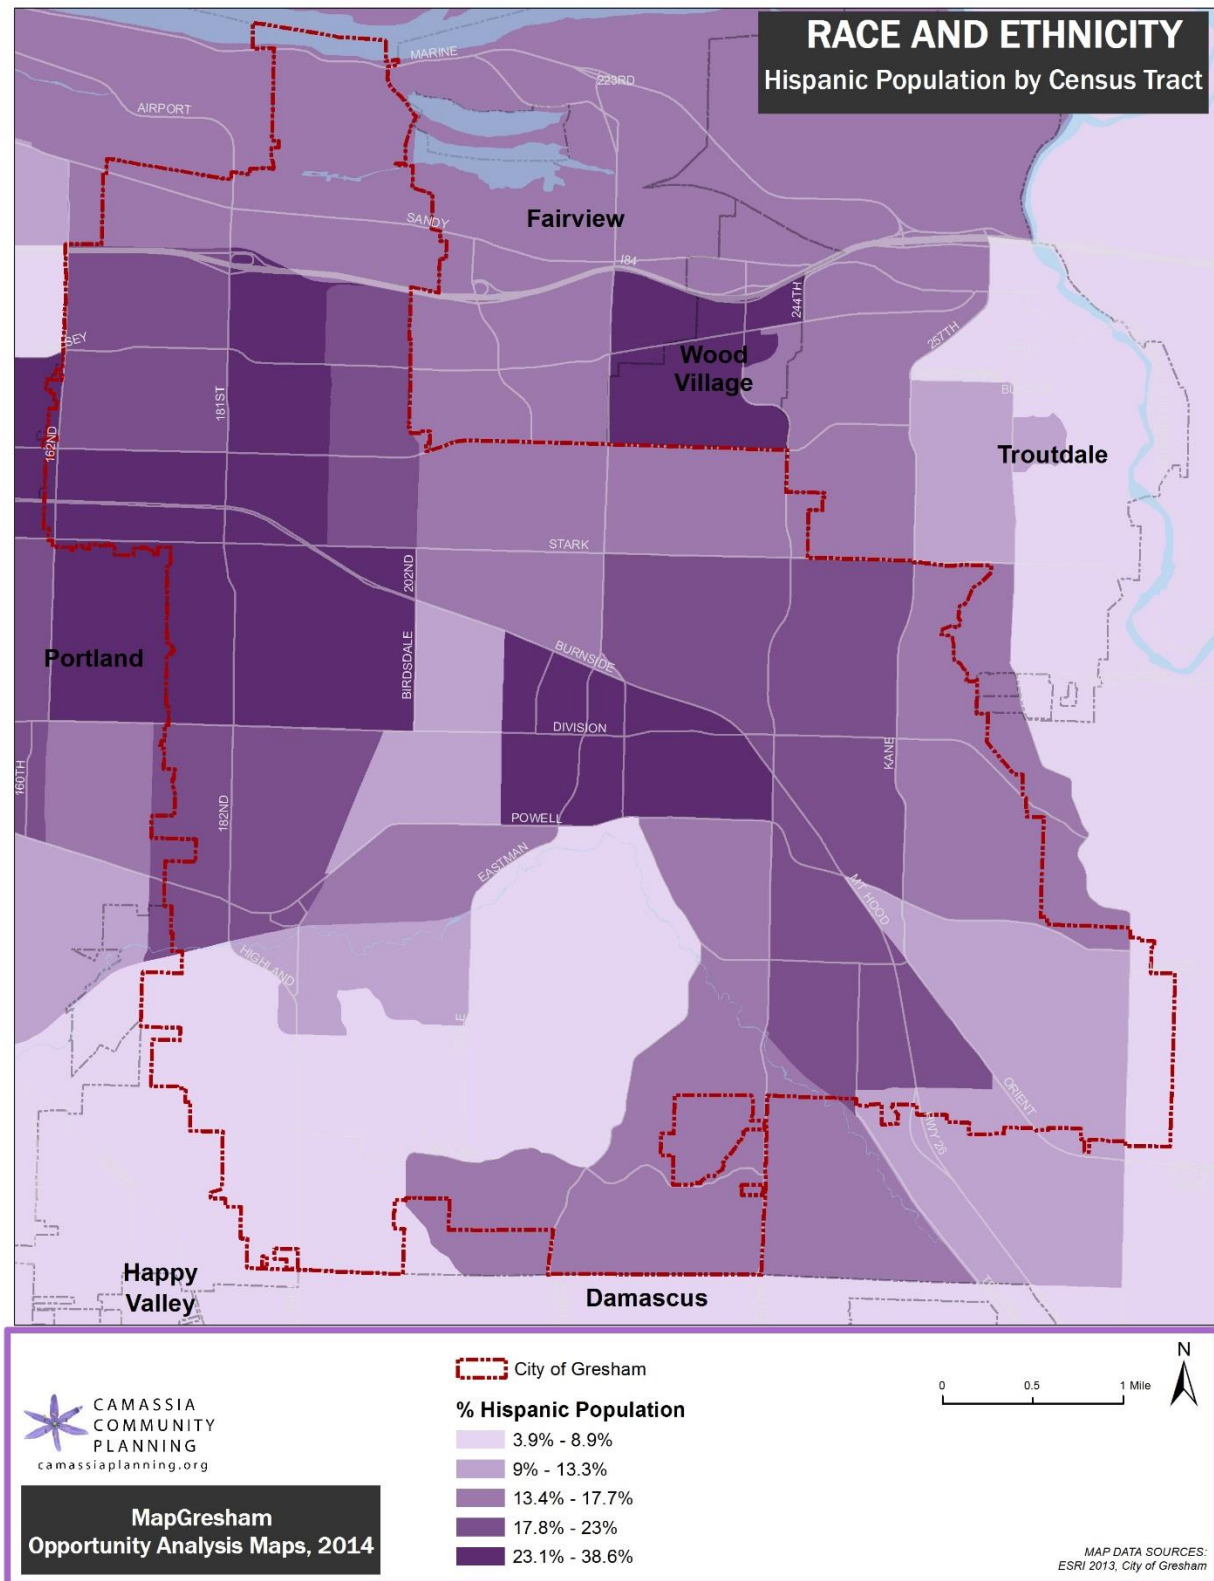 RACE AND ETHNICITY
Hispanic Population by Census Tract
MARINE
223RD
AIRPORT
SANDY
Fairview
I84
244TH
257TH
SEY
Wood
Village
181ST
162ND
Troutdale
STARK
202ND
BURNSIDE
Portland
BIRDSDALE
DIVISION
KANE
160TH
182ND
POWELL
EASTMAN
MT HOOD
HIGHLAND
ORIENT
HWY 26
Happy
Valley
Damascus
City of Gresham
% Hispanic Population
3.9% - 8.9%
9% - 13.3%
13.4% - 17.7%
17.8% - 23%
23.1% - 38.6%
0 0.5 1 Mile
N
CAMASSIA
COMMUNITY
PLANNING
camassiaplanning.org
MapGresham
Opportunity Analysis Maps, 2014
MAP DATA SOURCES:
ESRI 2013, City of Gresham